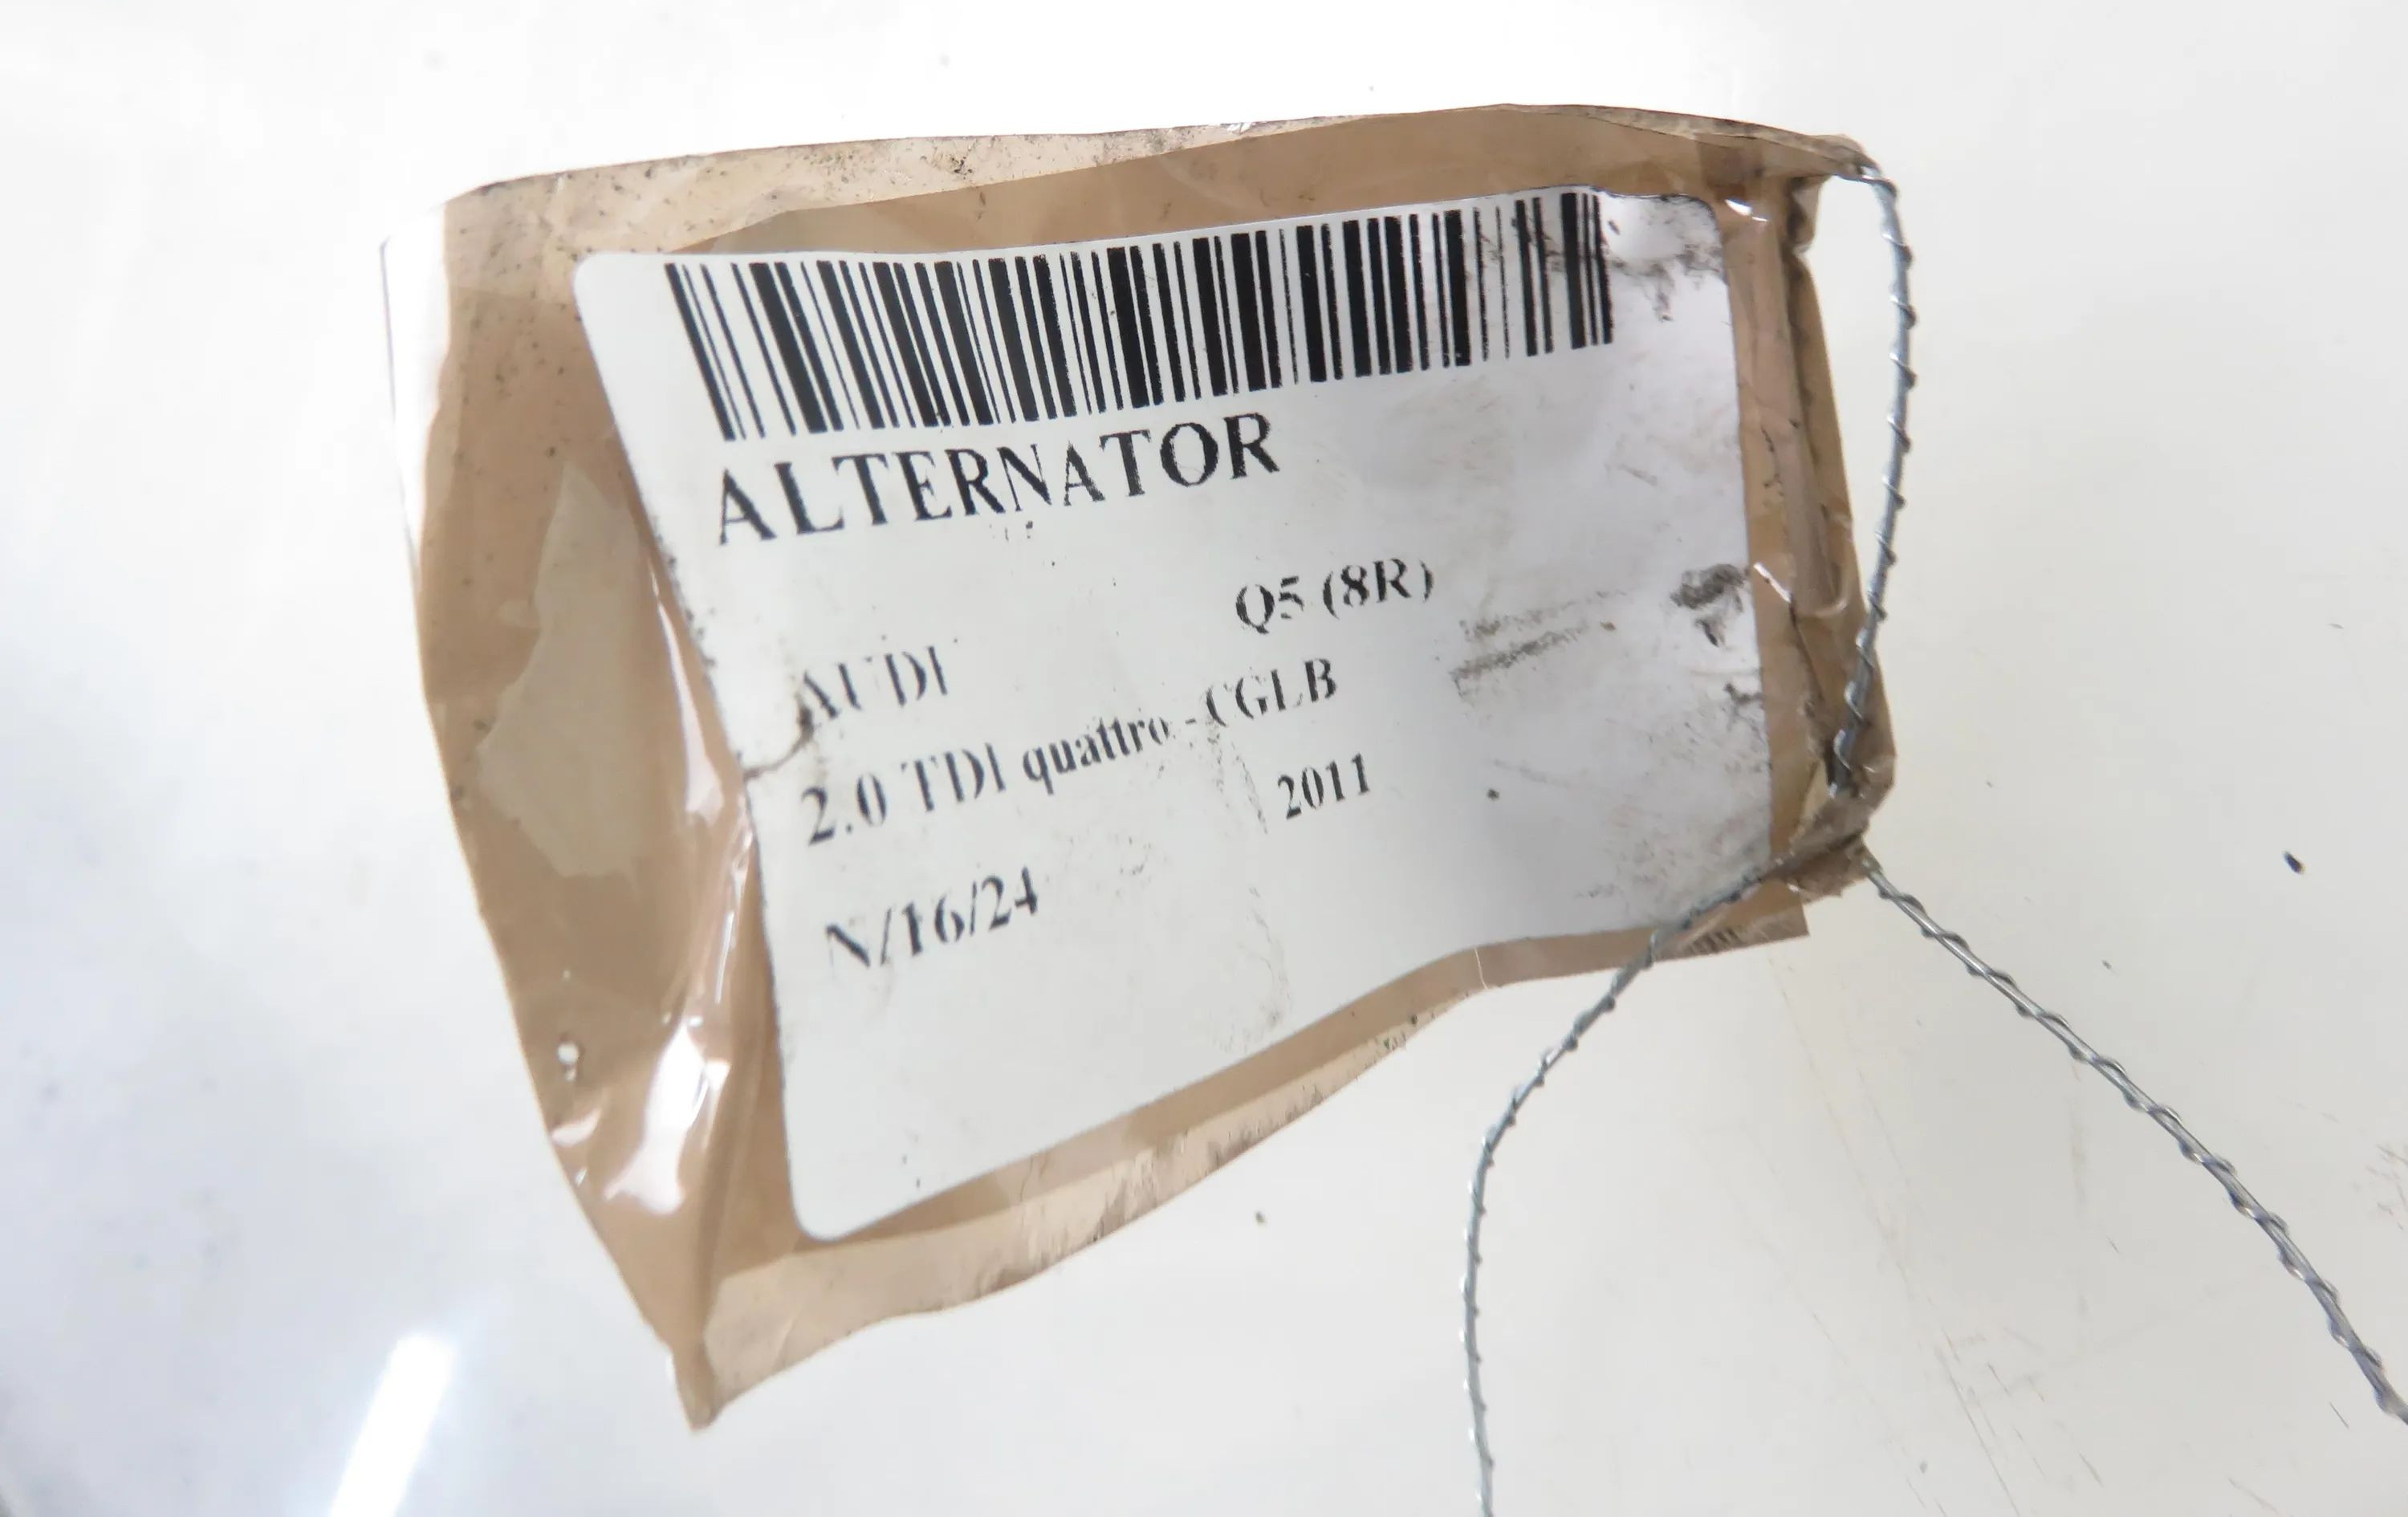 ALTERNATOR
AUDI Q5 (8R)
2.0 TDI quattro - CGLB
2011
N/16/24